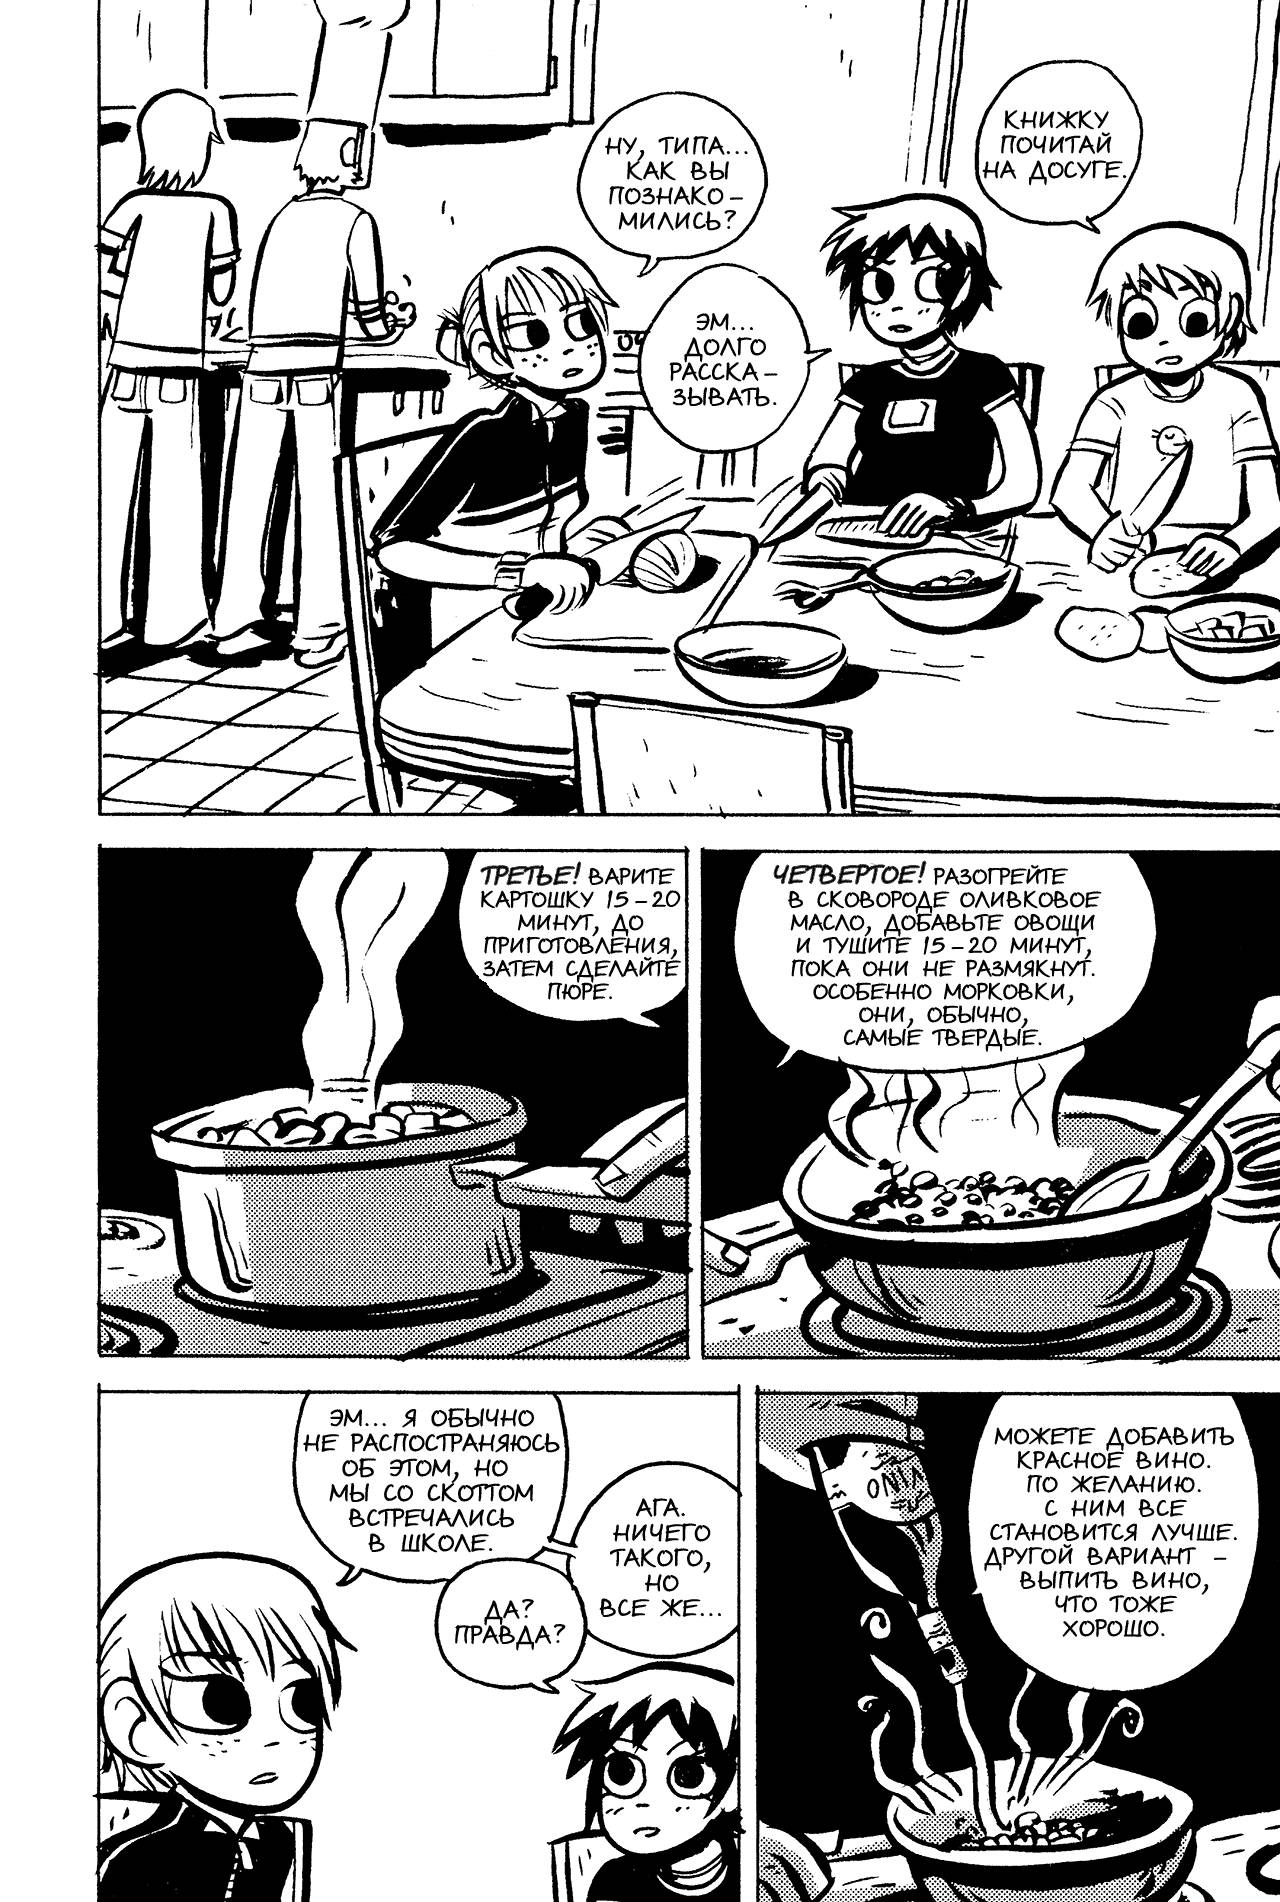 НУ, ТИПА...
КАК ВЫ
ПОЗНАКО-
МИЛИСЬ?
ЭМ...
ДОЛГО
РАССКА-
ЗЫВАТЬ.
КНИЖКУ
ПОЧИТАЙ
НА ДОСУГЕ.
ТРЕТЬЕ! ВАРИТЕ
КАРТОШКУ 15-20
МИНУТ, ДО
ПРИГОТОВЛЕНИЯ,
ЗАТЕМ СДЕЛАЙТЕ
ПЮРЕ.
ЧЕТВЕРТОЕ! РАЗОГРЕЙТЕ
В СКОВОРОДЕ ОЛИВКОВОЕ
МАСЛО, ДОБАВЬТЕ ОВОЩИ
И ТУШИТЕ 15-20 МИНУТ,
ПОКА ОНИ НЕ РАЗМЯКНУТ.
ОСОБЕННО МОРКОВКИ,
ОНИ, ОБЫЧНО,
САМЫЕ ТВЕРДЫЕ.
ЭМ... Я ОБЫЧНО
НЕ РАСПОСТРАНЯЮСЬ
ОБ ЭТОМ, НО
МЫ СО СКОТТОМ
ВСТРЕЧАЛИСЬ
В ШКОЛЕ.
ДА?
ПРАВДА?
АГА.
НИЧЕГО
ТАКОГО,
НО
ВСЕ ЖЕ...
МОЖЕТЕ ДОБАВИТЬ
КРАСНОЕ ВИНО.
ПО ЖЕЛАНИЮ.
С НИМ ВСЕ
СТАНОВИТСЯ ЛУЧШЕ.
ДРУГОЙ ВАРИАНТ -
ВЫПИТЬ ВИНО,
ЧТО ТОЖЕ
ХОРОШО.
VINO